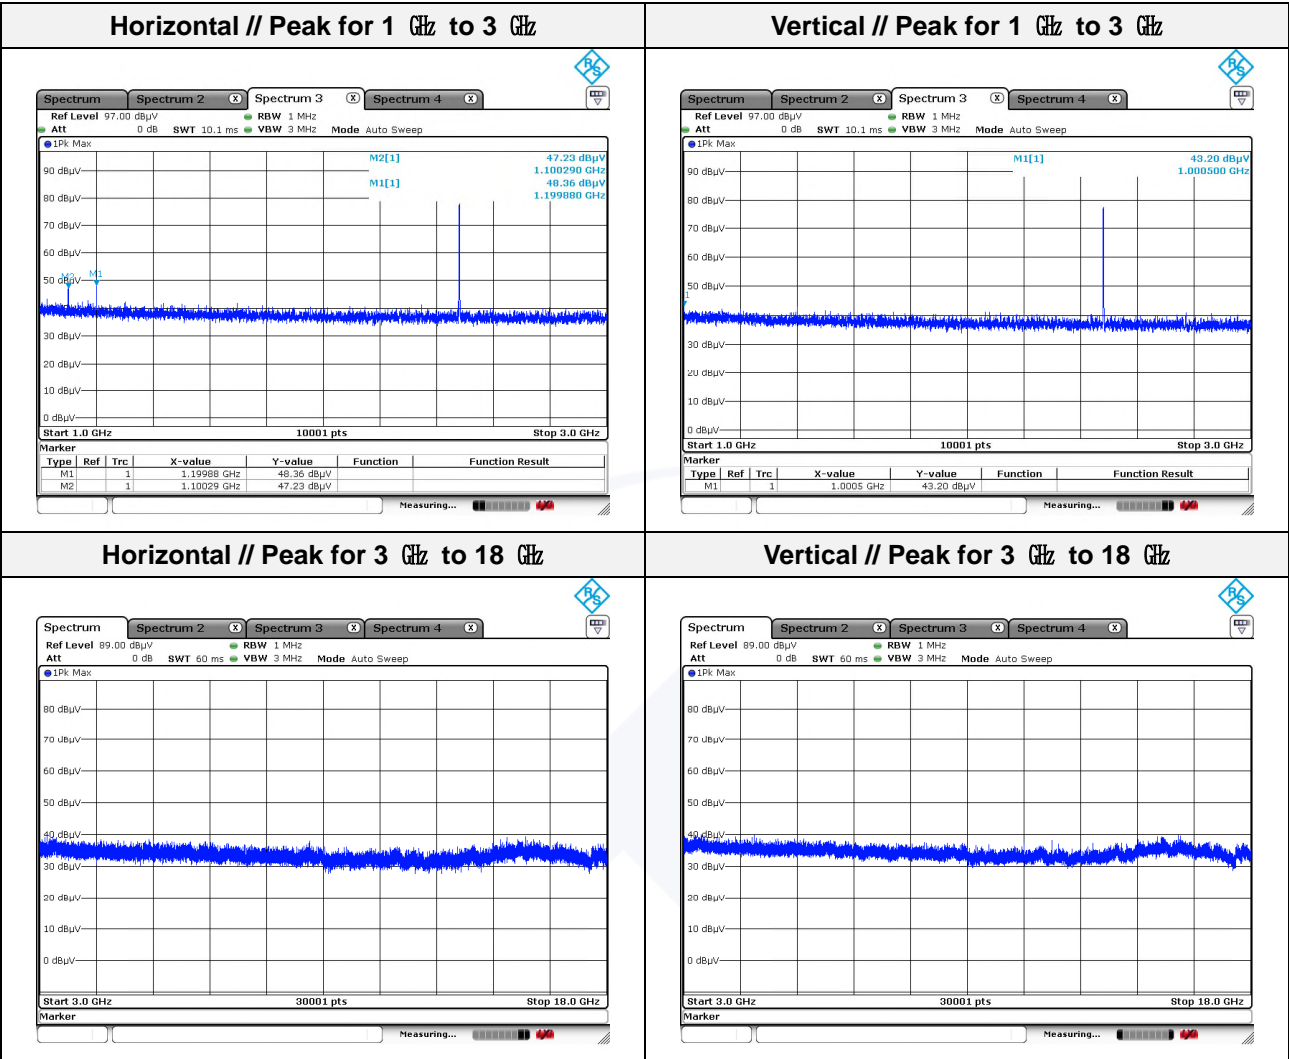 Horizontal // Peak for 1 ㎓ to 3 ㎓
Vertical // Peak for 1 ㎓ to 3 ㎓
R&S
Spectrum Spectrum 2 X Spectrum 3 X Spectrum 4 X
Ref Level 97.00 dBµV RBW 1 MHz
Att 0 dB SWT 10.1 ms VBW 3 MHz Mode Auto Sweep
1Pk Max
M2[1] 47.23 dBµV
1.100290 GHz
M1[1] 48.36 dBµV
1.199880 GHz
90 dBµV
80 dBµV
70 dBµV
60 dBµV
M2 M1
50 dBµV
30 dBµV
20 dBµV
10 dBµV
0 dBµV
Start 1.0 GHz 10001 pts Stop 3.0 GHz
Marker
Type Ref Trc X-value Y-value Function Function Result
M1 1 1.19988 GHz 48.36 dBµV
M2 1 1.10029 GHz 47.23 dBµV
Measuring...
R&S
Spectrum Spectrum 2 X Spectrum 3 X Spectrum 4 X
Ref Level 97.00 dBµV RBW 1 MHz
Att 0 dB SWT 10.1 ms VBW 3 MHz Mode Auto Sweep
1Pk Max
M1[1] 43.20 dBµV
1.000500 GHz
90 dBµV
80 dBµV
70 dBµV
60 dBµV
50 dBµV
1
30 dBµV
20 dBµV
10 dBµV
0 dBµV
Start 1.0 GHz 10001 pts Stop 3.0 GHz
Marker
Type Ref Trc X-value Y-value Function Function Result
M1 1 1.0005 GHz 43.20 dBµV
Measuring...
Horizontal // Peak for 3 ㎓ to 18 ㎓
Vertical // Peak for 3 ㎓ to 18 ㎓
R&S
Spectrum Spectrum 2 X Spectrum 3 X Spectrum 4 X
Ref Level 89.00 dBµV RBW 1 MHz
Att 0 dB SWT 60 ms VBW 3 MHz Mode Auto Sweep
1Pk Max
80 dBµV
70 dBµV
60 dBµV
50 dBµV
40 dBµV
30 dBµV
20 dBµV
10 dBµV
0 dBµV
Start 3.0 GHz 30001 pts Stop 18.0 GHz
Marker
Measuring...
R&S
Spectrum Spectrum 2 X Spectrum 3 X Spectrum 4 X
Ref Level 89.00 dBµV RBW 1 MHz
Att 0 dB SWT 60 ms VBW 3 MHz Mode Auto Sweep
1Pk Max
80 dBµV
70 dBµV
60 dBµV
50 dBµV
40 dBµV
30 dBµV
20 dBµV
10 dBµV
0 dBµV
Start 3.0 GHz 30001 pts Stop 18.0 GHz
Marker
Measuring...